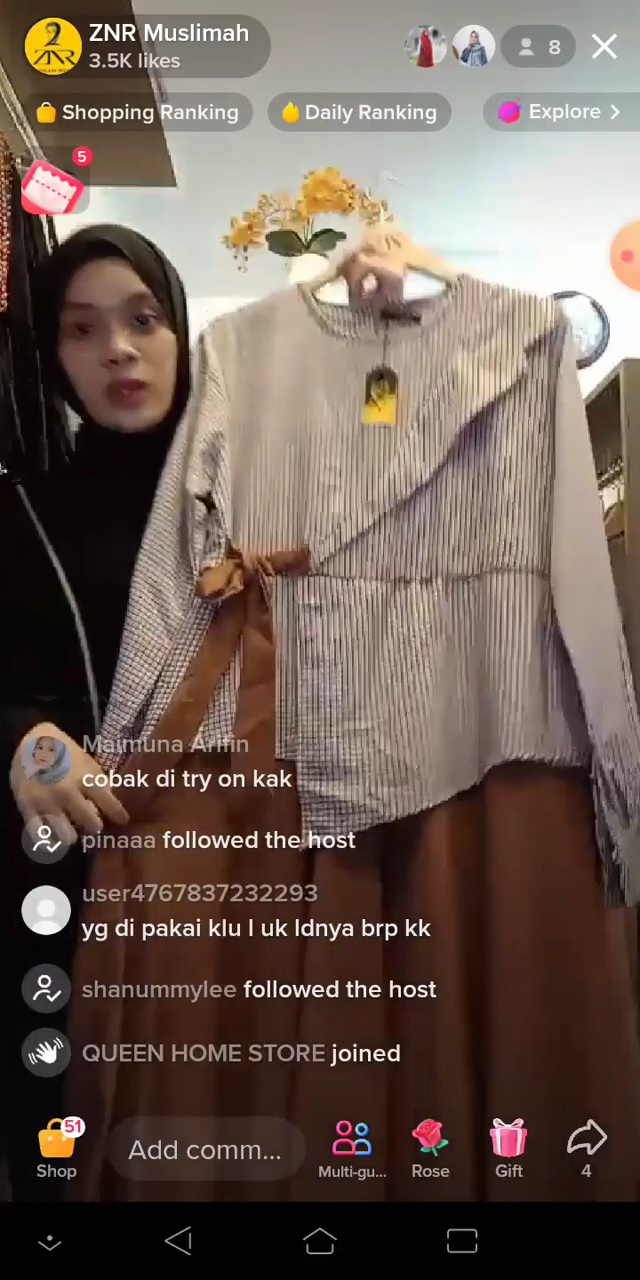 ZNR Muslimah
3.5K likes
8
Shopping Ranking
Daily Ranking
Explore
5
ZNR
Maimuna Arifin
cobak di try on kak
pinaaa followed the host
user4767837232293
yg di pakai klu l uk ldnya brp kk
shanummylee followed the host
QUEEN HOME STORE joined
51
Shop
Add comm...
Multi-gu...
Rose
Gift
4